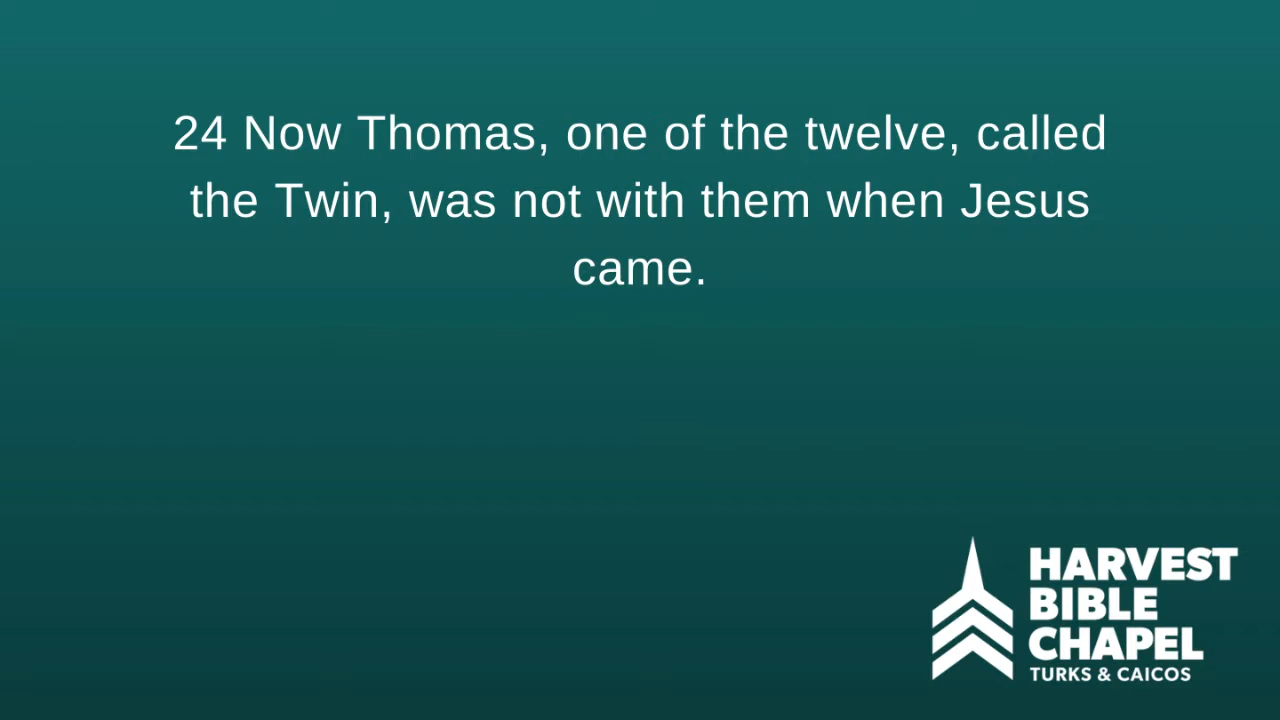 24 Now Thomas, one of the twelve, called
the Twin, was not with them when Jesus
came.
HARVEST
BIBLE
CHAPEL
TURKS & CAICOS